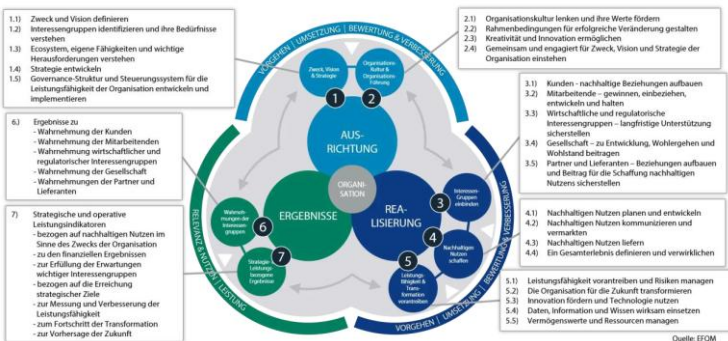 1.1) Zweck und Vision definieren
1.2) Interessengruppen identifizieren und ihre Bedürfnisse
verstehen
1.3) Ecosystem, eigene Fähigkeiten und wichtige
Herausforderungen verstehen
1.4) Strategie entwickeln
1.5) Governance-Struktur und Steuerungssystem für die
Leistungsfähigkeit der Organisation entwickeln und
implementieren
2.1) Organisationskultur lenken und ihre Werte fördern
2.2) Rahmenbedingungen für erfolgreiche Veränderung gestalten
2.3) Kreativität und Innovation ermöglichen
2.4) Gemeinsam und engagiert für Zweck, Vision und Strategie der
Organisation einstehen
VORGEHEN | UMSETZUNG | BEWERTUNG & VERBESSERUNG
Zweck, Vision
& Strategie
1
Organisations-
Kultur &
Organisations-
Führung
2
AUS-
RICHTUNG
ORGANI-
SATION
6.) Ergebnisse zu
- Wahrnehmung der Kunden
- Wahrnehmung der Mitarbeitenden
- Wahrnehmung wirtschaftlicher und
regulatorischer Interessengruppen
- Wahrnehmung der Gesellschaft
- Wahrnehmungen der Partner und
Lieferanten
7) Strategische und operative
Leistungsindikatoren
- bezogen auf nachhaltigen Nutzen im
Sinne des Zwecks der Organisation
- zu den finanziellen Ergebnissen
- zur Erfüllung der Erwartungen
wichtiger Interessengruppen
- bezogen auf die Erreichung
strategischer Ziele
- zur Messung und Verbesserung der
Leistungsfähigkeit
- zum Fortschritt der Transformation
- zur Vorhersage der Zukunft
RELEVANZ & NUTZEN | LEISTUNG
Wahrneh-
mungen der
Interessen-
gruppen
6
ERGEBNISSE
7
Strategie- &
Leistungs-
bezogene
Ergebnisse
REA-
LISIERUNG
3
Interessen-
Gruppen
einbinden
4
Nachhaltigen
Nutzen
schaffen
5
Leistungs-
fähigkeit &
Trans-
formation
vorantreiben
VORGEHEN | UMSETZUNG | BEWERTUNG & VERBESSERUNG
3.1) Kunden - nachhaltige Beziehungen aufbauen
3.2) Mitarbeitende – gewinnen, einbeziehen,
entwickeln und halten
3.3) Wirtschaftliche und regulatorische
Interessengruppen – langfristige Unterstützung
sicherstellen
3.4) Gesellschaft – zu Entwicklung, Wohlergehen und
Wohlstand beitragen
3.5) Partner und Lieferanten – Beziehungen aufbauen
und Beitrag für die Schaffung nachhaltigen
Nutzens sicherstellen
4.1) Nachhaltigen Nutzen planen und entwickeln
4.2) Nachhaltigen Nutzen kommunizieren und
vermarkten
4.3) Nachhaltigen Nutzen liefern
4.4) Ein Gesamterlebnis definieren und verwirklichen
5.1) Leistungsfähigkeit vorantreiben und Risiken managen
5.2) Die Organisation für die Zukunft transformieren
5.3) Innovation fördern und Technologie nutzen
5.4) Daten, Information und Wissen wirksam einsetzen
5.5) Vermögenswerte und Ressourcen managen
Quelle: EFQM